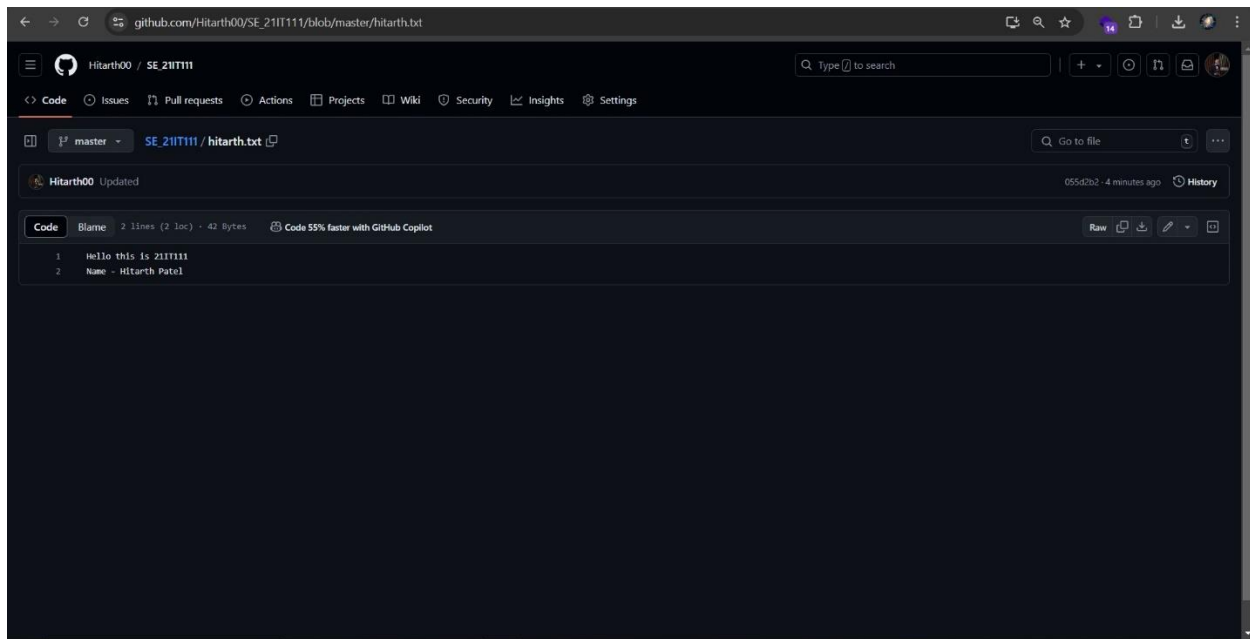 github.com/Hitarth00/SE_21IT111/blob/master/hitarth.txt
14
Hitarth00 / SE_21IT111
Type / to search
<> Code Issues Pull requests Actions Projects Wiki Security Insights Settings
master SE_21IT111 / hitarth.txt Go to file t
Hitarth00 Updated 055d2b2 · 4 minutes ago History
Code Blame 2 lines (2 loc) · 42 Bytes Code 55% faster with GitHub Copilot Raw
1 Hello this is 21IT111
2 Name - Hitarth Patel